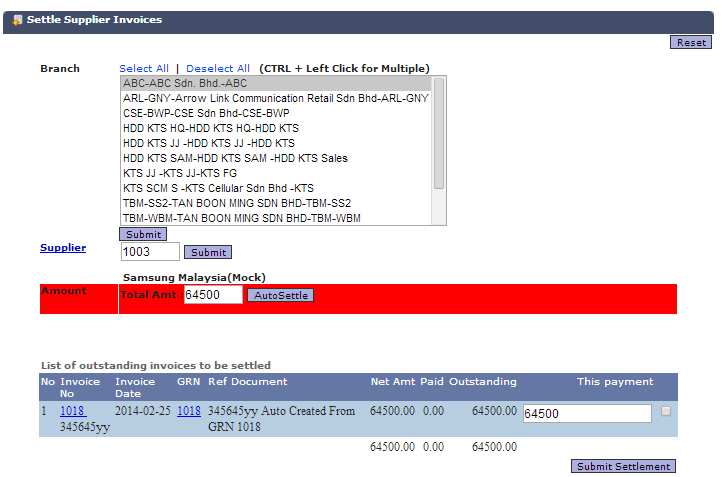 Settle Supplier Invoices
Reset
Branch Select All | Deselect All (CTRL + Left Click for Multiple)
ABC-ABC Sdn. Bhd.-ABC
ARL-GNY-Arrow Link Communication Retail Sdn Bhd-ARL-GNY
CSE-BWP-CSE Sdn Bhd-CSE-BWP
HDD KTS HQ-HDD KTS HQ-HDD KTS
HDD KTS JJ -HDD KTS JJ -HDD KTS
HDD KTS SAM-HDD KTS SAM -HDD KTS Sales
KTS JJ -KTS JJ-KTS FG
KTS SCM S -KTS Cellular Sdn Bhd -KTS
TBM-SS2-TAN BOON MING SDN BHD-TBM-SS2
TBM-WBM-TAN BOON MING SDN BHD-TBM-WBM
Submit
Supplier 1003 Submit
Samsung Malaysia(Mock)
Amount Total Amt :64500 AutoSettle
List of outstanding invoices to be settled
No Invoice No Invoice Date GRN Ref Document Net Amt Paid Outstanding This payment
1 1018 345645yy 2014-02-25 1018 345645yy Auto Created From GRN 1018 64500.00 0.00 64500.00 64500
64500.00 0.00 64500.00
Submit Settlement